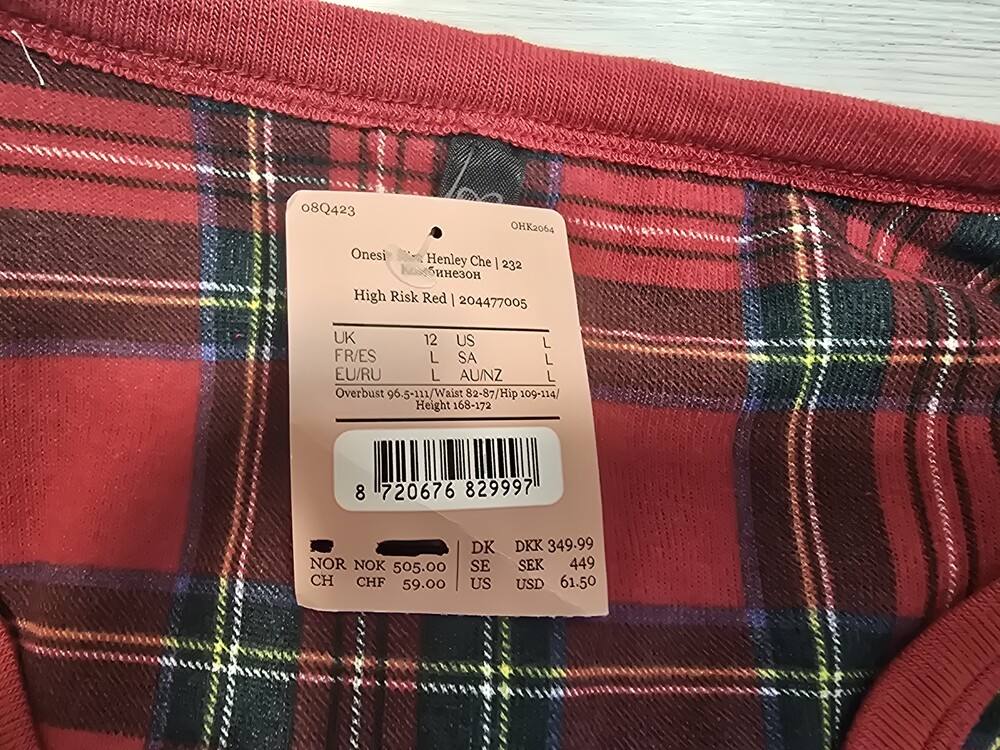 08Q423
OHK2064
Onesie Henley Che | 232
Комбинезон
High Risk Red | 204477005
UK 12 US L
FR/ES L SA L
EU/RU L AU/NZ L
Overbust 96.5-111/Waist 82-87/Hip 109-114/
Height 168-172
8 720676 829997
DK DKK 349.99
NOR NOK 505.00 SE SEK 449
CH CHF 59.00 US USD 61.50